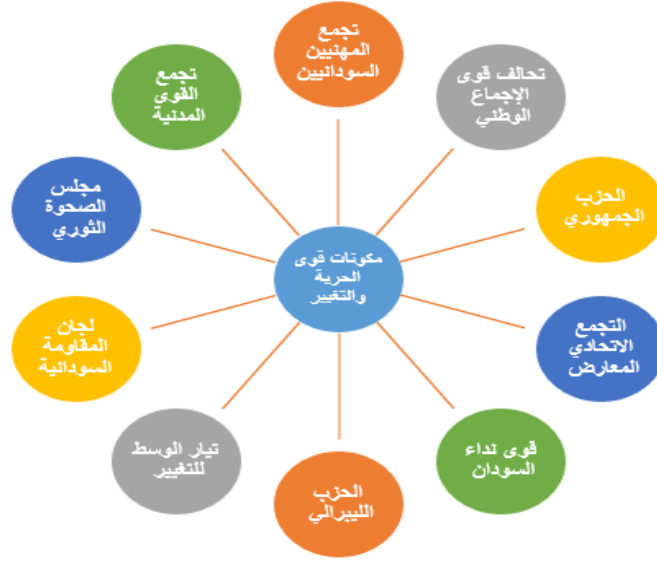 تجمع
المهنيين
السودانيين
تحالف قوى
الإجماع
الوطني
الحزب
الجمهوري
التجمع
الاتحادي
المعارض
قوى نداء
السودان
الحزب
الليبرالي
تيار الوسط
للتغيير
لجان
المقاومة
السودانية
مجلس
الصحوة
الثوري
تجمع
القوى
المدنية
مكونات قوى
الحرية
والتغيير